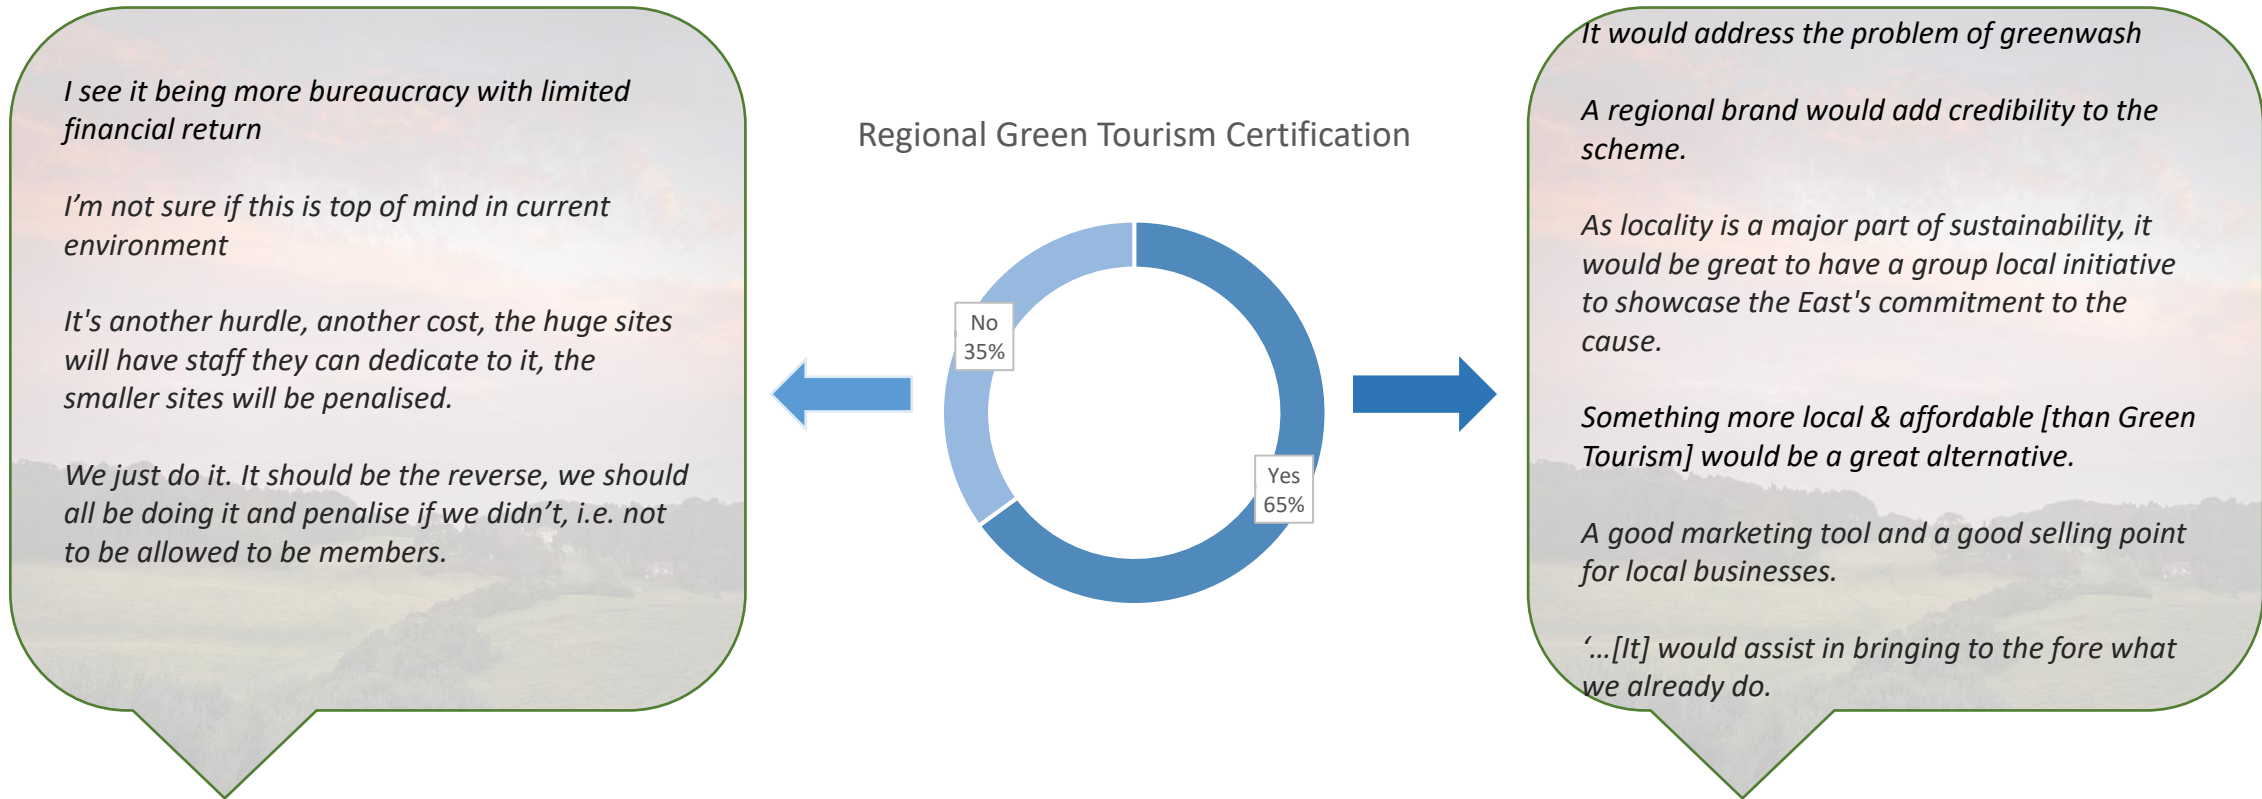 I see it being more bureaucracy with limited
financial return
I’m not sure if this is top of mind in current
environment
It's another hurdle, another cost, the huge sites
will have staff they can dedicate to it, the
smaller sites will be penalised.
We just do it. It should be the reverse, we should
all be doing it and penalise if we didn’t, i.e. not
to be allowed to be members.
Regional Green Tourism Certification
No
35%
Yes
65%
It would address the problem of greenwash
A regional brand would add credibility to the
scheme.
As locality is a major part of sustainability, it
would be great to have a group local initiative
to showcase the East's commitment to the
cause.
Something more local & affordable [than Green
Tourism] would be a great alternative.
A good marketing tool and a good selling point
for local businesses.
‘…[It] would assist in bringing to the fore what
we already do.